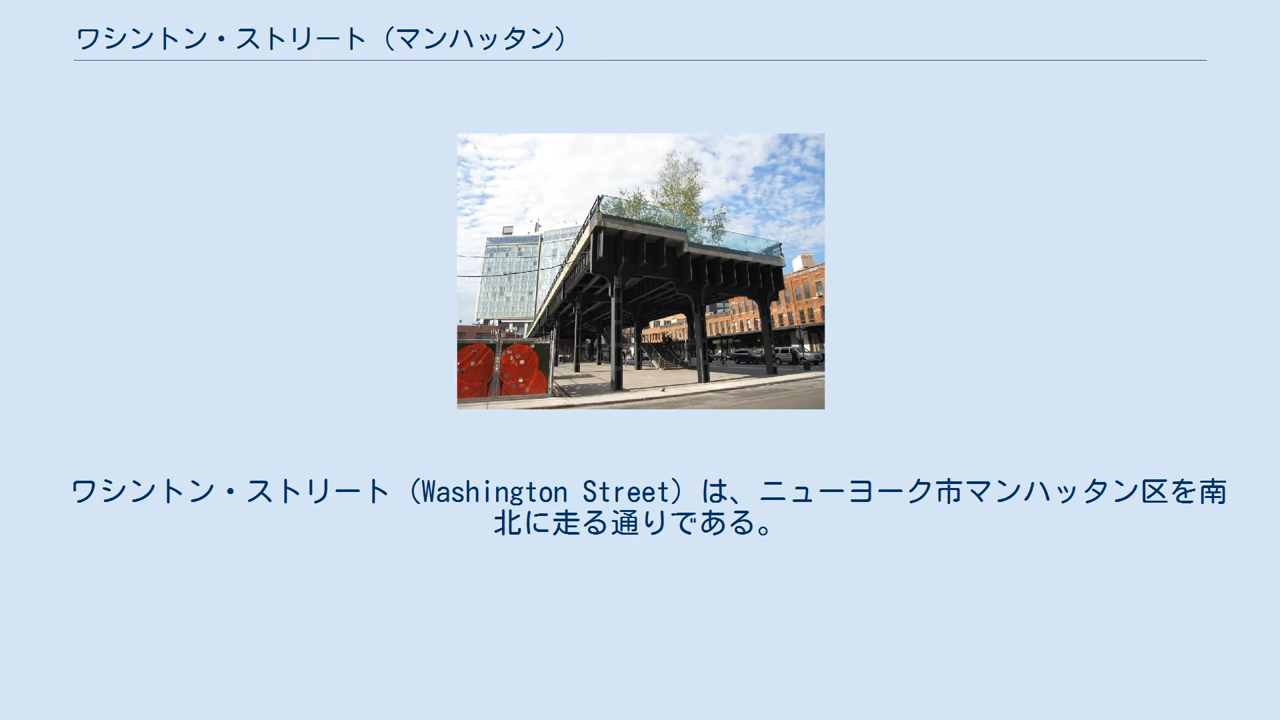 ワシントン・ストリート（マンハッタン）
ワシントン・ストリート（Washington Street）は、ニューヨーク市マンハッタン区を南
北に走る通りである。